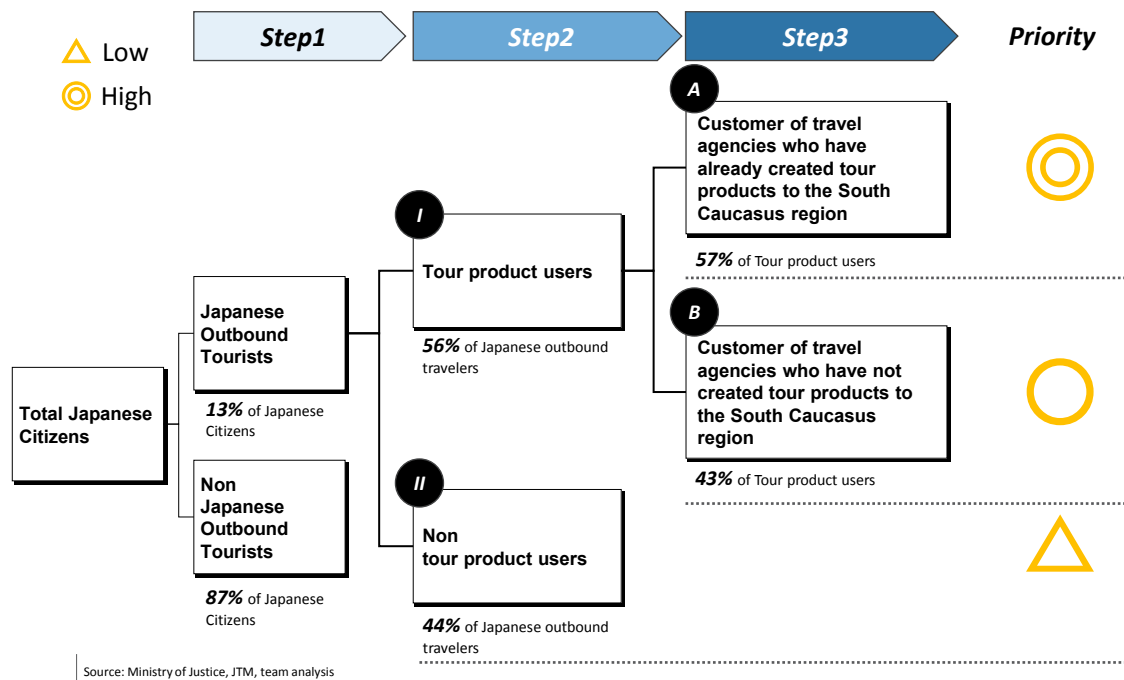 Step1
Step2
Step3
Priority
Low
High
A
Customer of travel
agencies who have
already created tour
products to the South
Caucasus region
57% of Tour product users
I
Tour product users
56% of Japanese outbound
travelers
Japanese
Outbound
Tourists
13% of Japanese
Citizens
B
Customer of travel
agencies who have not
created tour products to
the South Caucasus
region
43% of Tour product users
Total Japanese
Citizens
Non
Japanese
Outbound
Tourists
87% of Japanese
Citizens
II
Non
tour product users
44% of Japanese outbound
travelers
Source: Ministry of Justice, JTM, team analysis